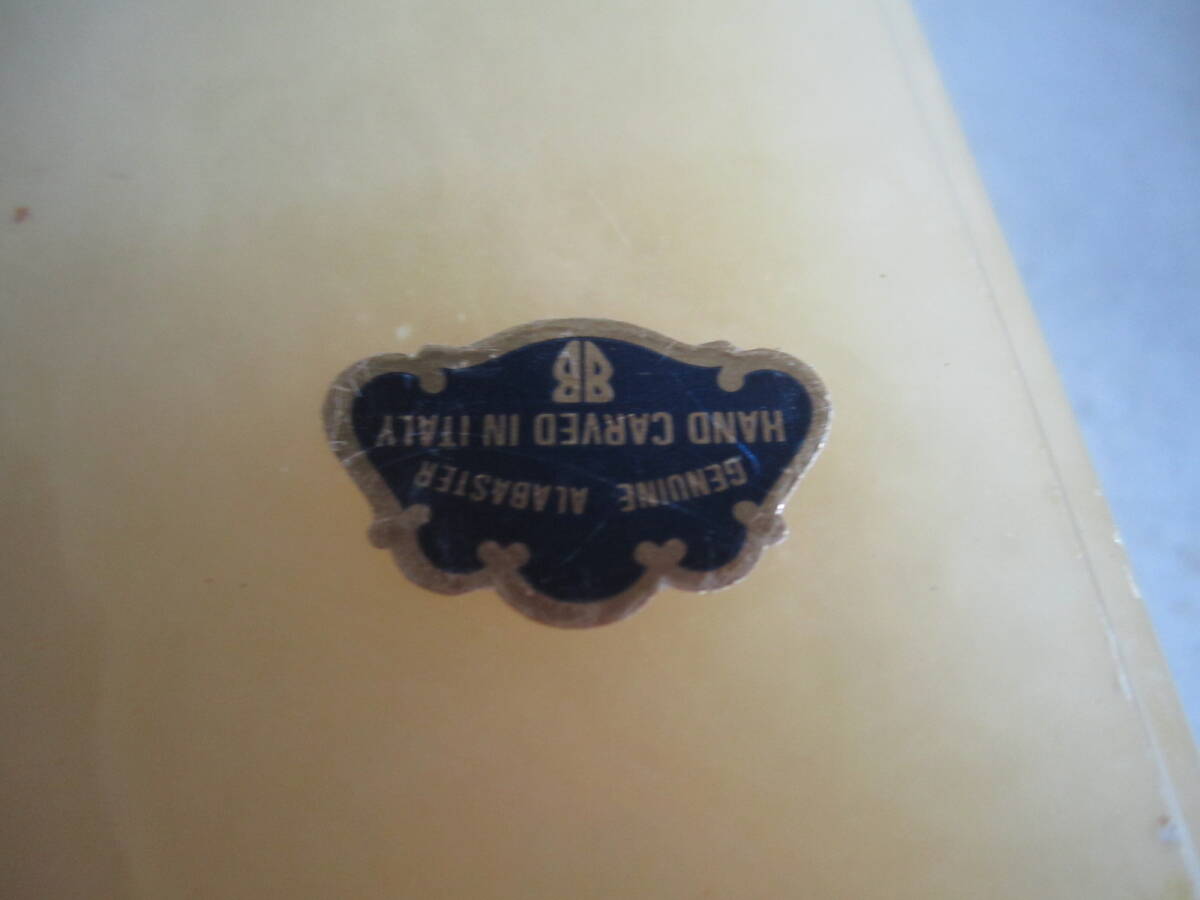 GENUINE ALABASTER
HAND CARVED IN ITALY
BB